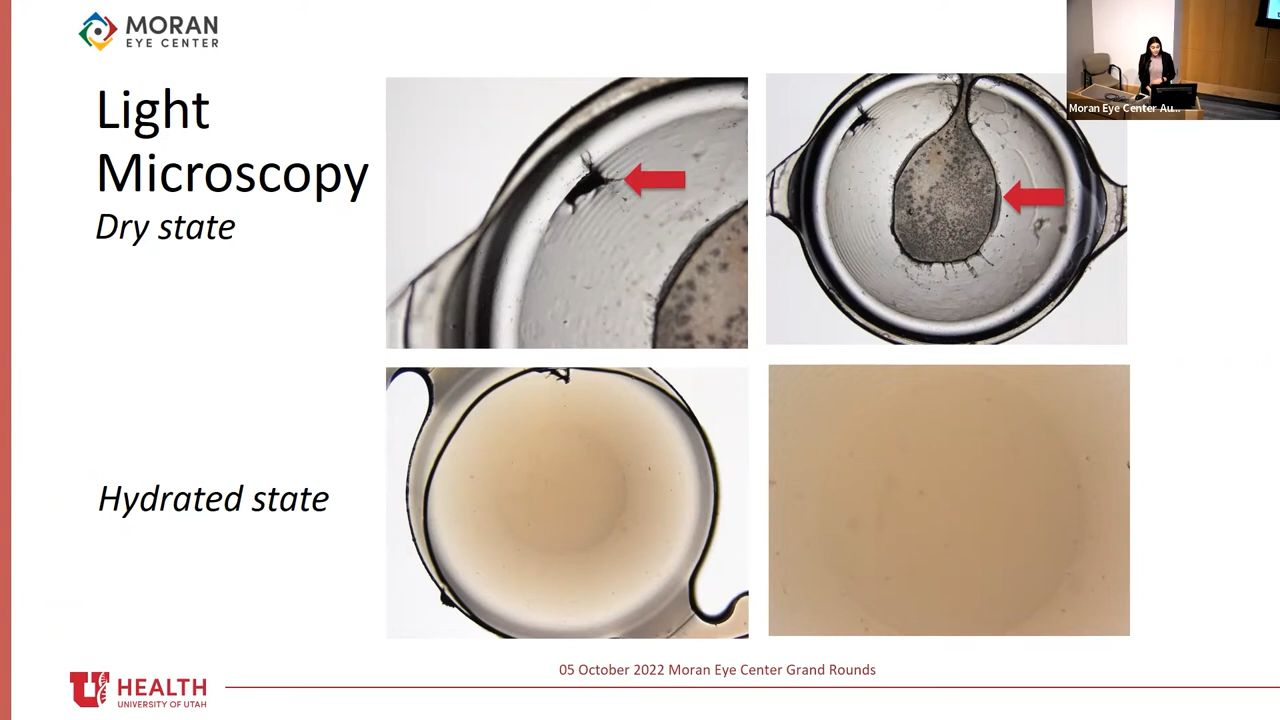 MORAN
EYE CENTER
Light
Microscopy
Dry state
Moran Eye Center Au...
Hydrated state
05 October 2022 Moran Eye Center Grand Rounds
U HEALTH
UNIVERSITY OF UTAH